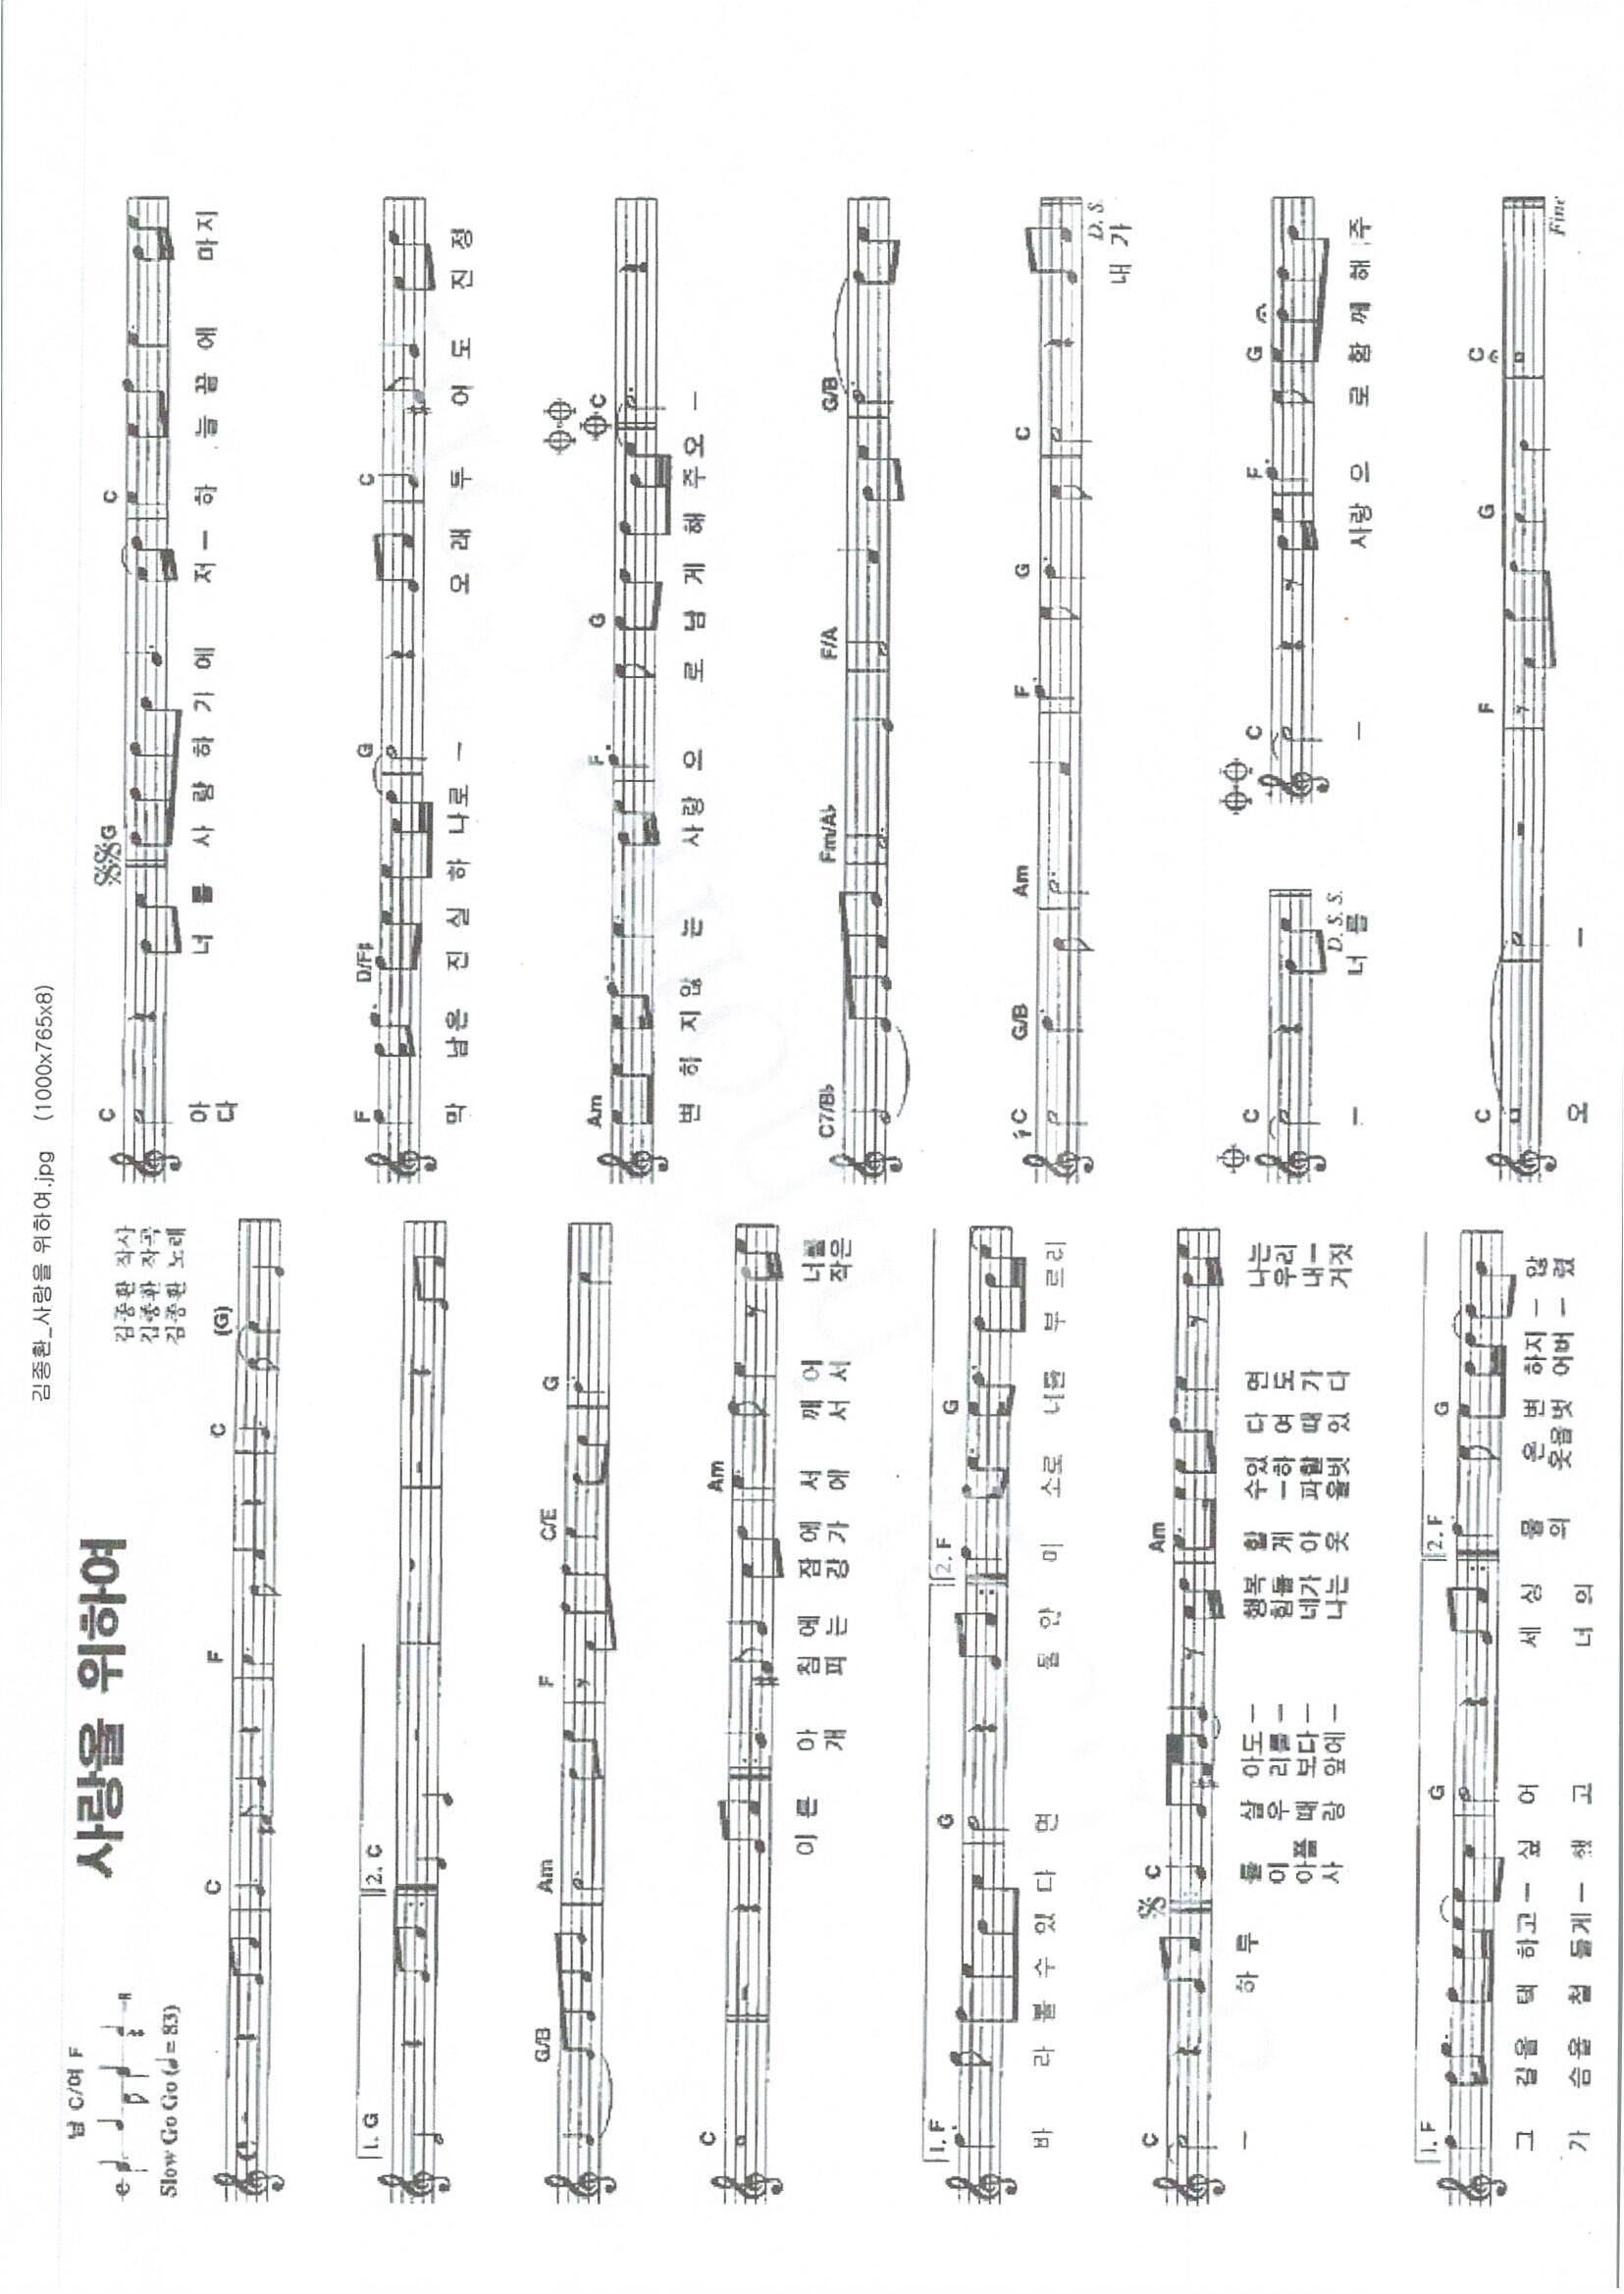 김종환_사랑을 위하여.jpg (1000x765x8)
남 C/여 F
사랑을 위하여
Slow Go Go (♩= 83)
김종환 작사
김종환 작곡
김종환 노래
C F C (G)
1. G 2. C
G/B Am F C/E G
C Am
이 른 아 침 에 잠 에 서 깨 어 너를
개 피 는 강 가 에 서 서 작은
1. F G 2. F G
바 라 볼 수 있 다 면 물 안 미 소로 너를 부 르리
C C Am
— 하 루 를 살 아도 — 행복 할 수있 다 면 나는
이 우 리를 — 힘들 게 —하 여 도 우리
아플 때 보다 — 네가 아 파할 때 가 내—
사 랑 앞에 — 나는 옷 을벗 었 다 거짓
1. F G 2. F G
그 길을 택 하고 — 싶 어 세 상 물 은 변 하지 — 않
의 옷을벗 어버 — 렸
가 슴을 철 들게 — 했 고 너 의
C G C
아 너 를 사 랑 하 기 에 저 — 하 늘 끝 에 마 지
다
F D/F# G C
막 남은 진 실 하 나로 — 오 래 두 어 도 진 정
Am F G C
변 하 지않 는 사랑 으 로 남 게 해 주오 —
C7/B♭ Fm/A♭ F/A G/B
C G/B Am F G C
D. S.
내 가
C C F G
D. S. S.
— 너 를 — 사랑 으 로 함 께 해 주
C F G C
Fine
오 —